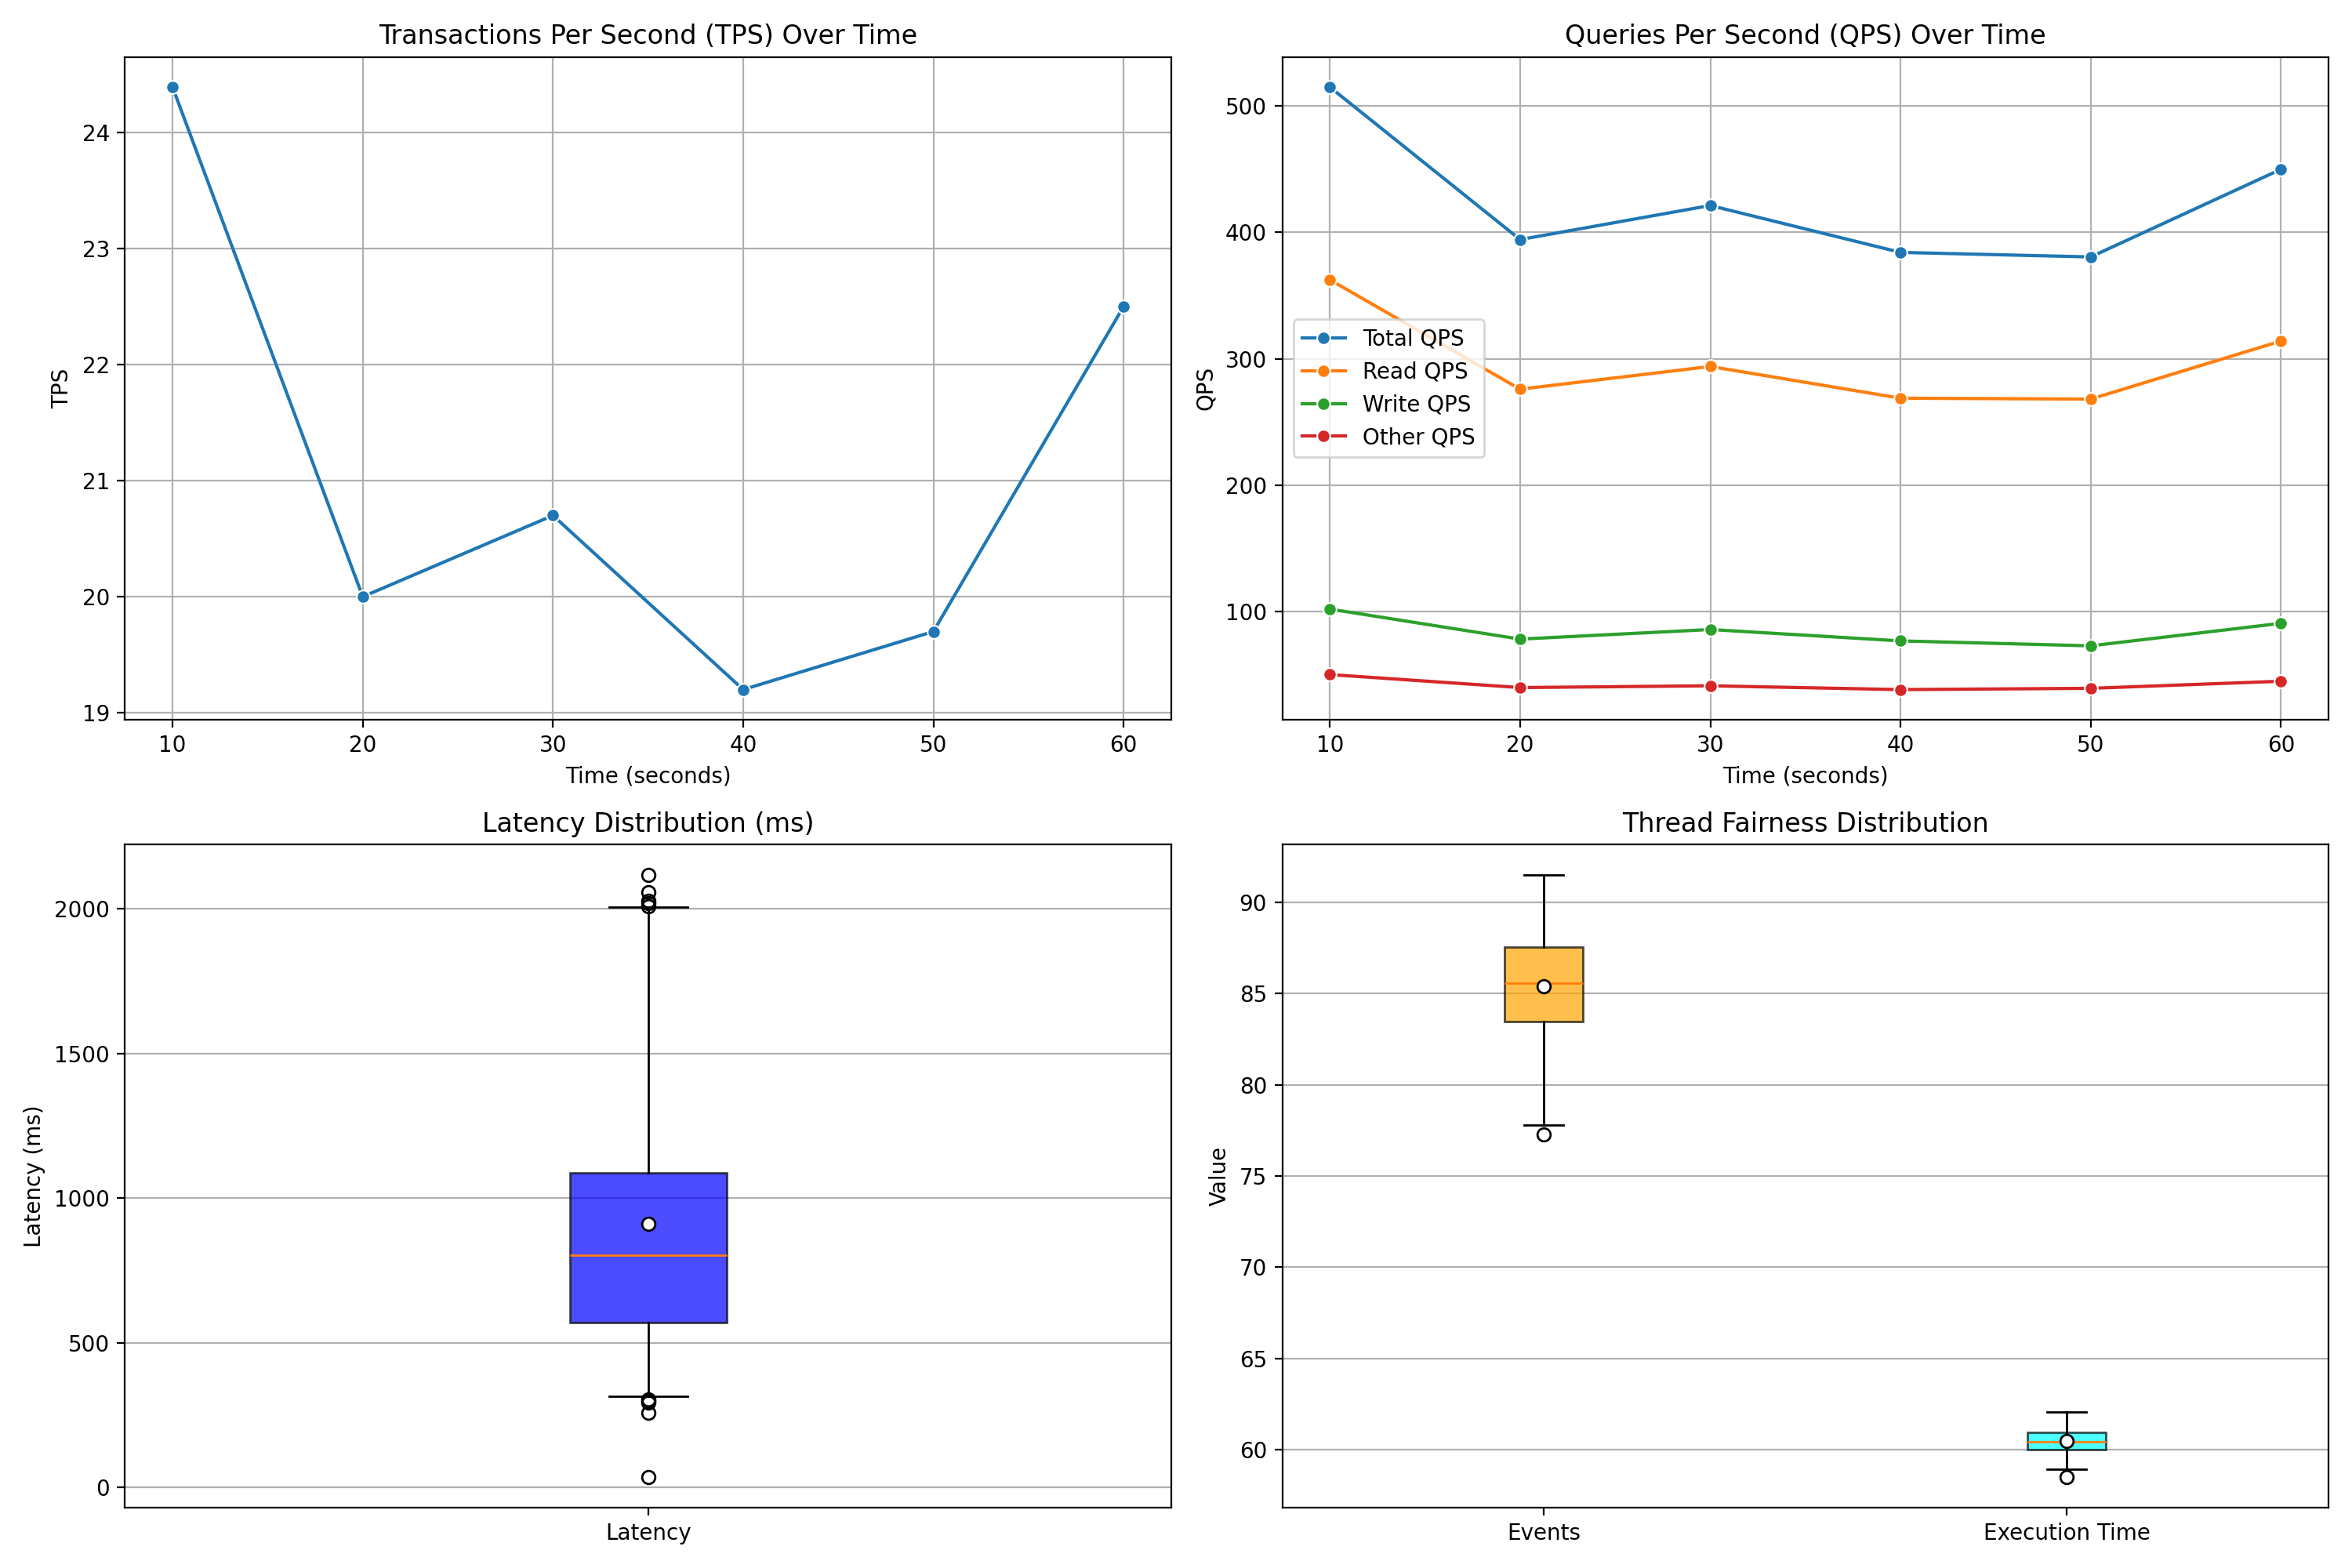 Transactions Per Second (TPS) Over Time
TPS
24
23
22
21
20
19
10 20 30 40 50 60
Time (seconds)
Queries Per Second (QPS) Over Time
QPS
500
400
300
200
100
Total QPS
Read QPS
Write QPS
Other QPS
10 20 30 40 50 60
Time (seconds)
Latency Distribution (ms)
Latency (ms)
2000
1500
1000
500
0
Latency
Thread Fairness Distribution
Value
90
85
80
75
70
65
60
Events Execution Time